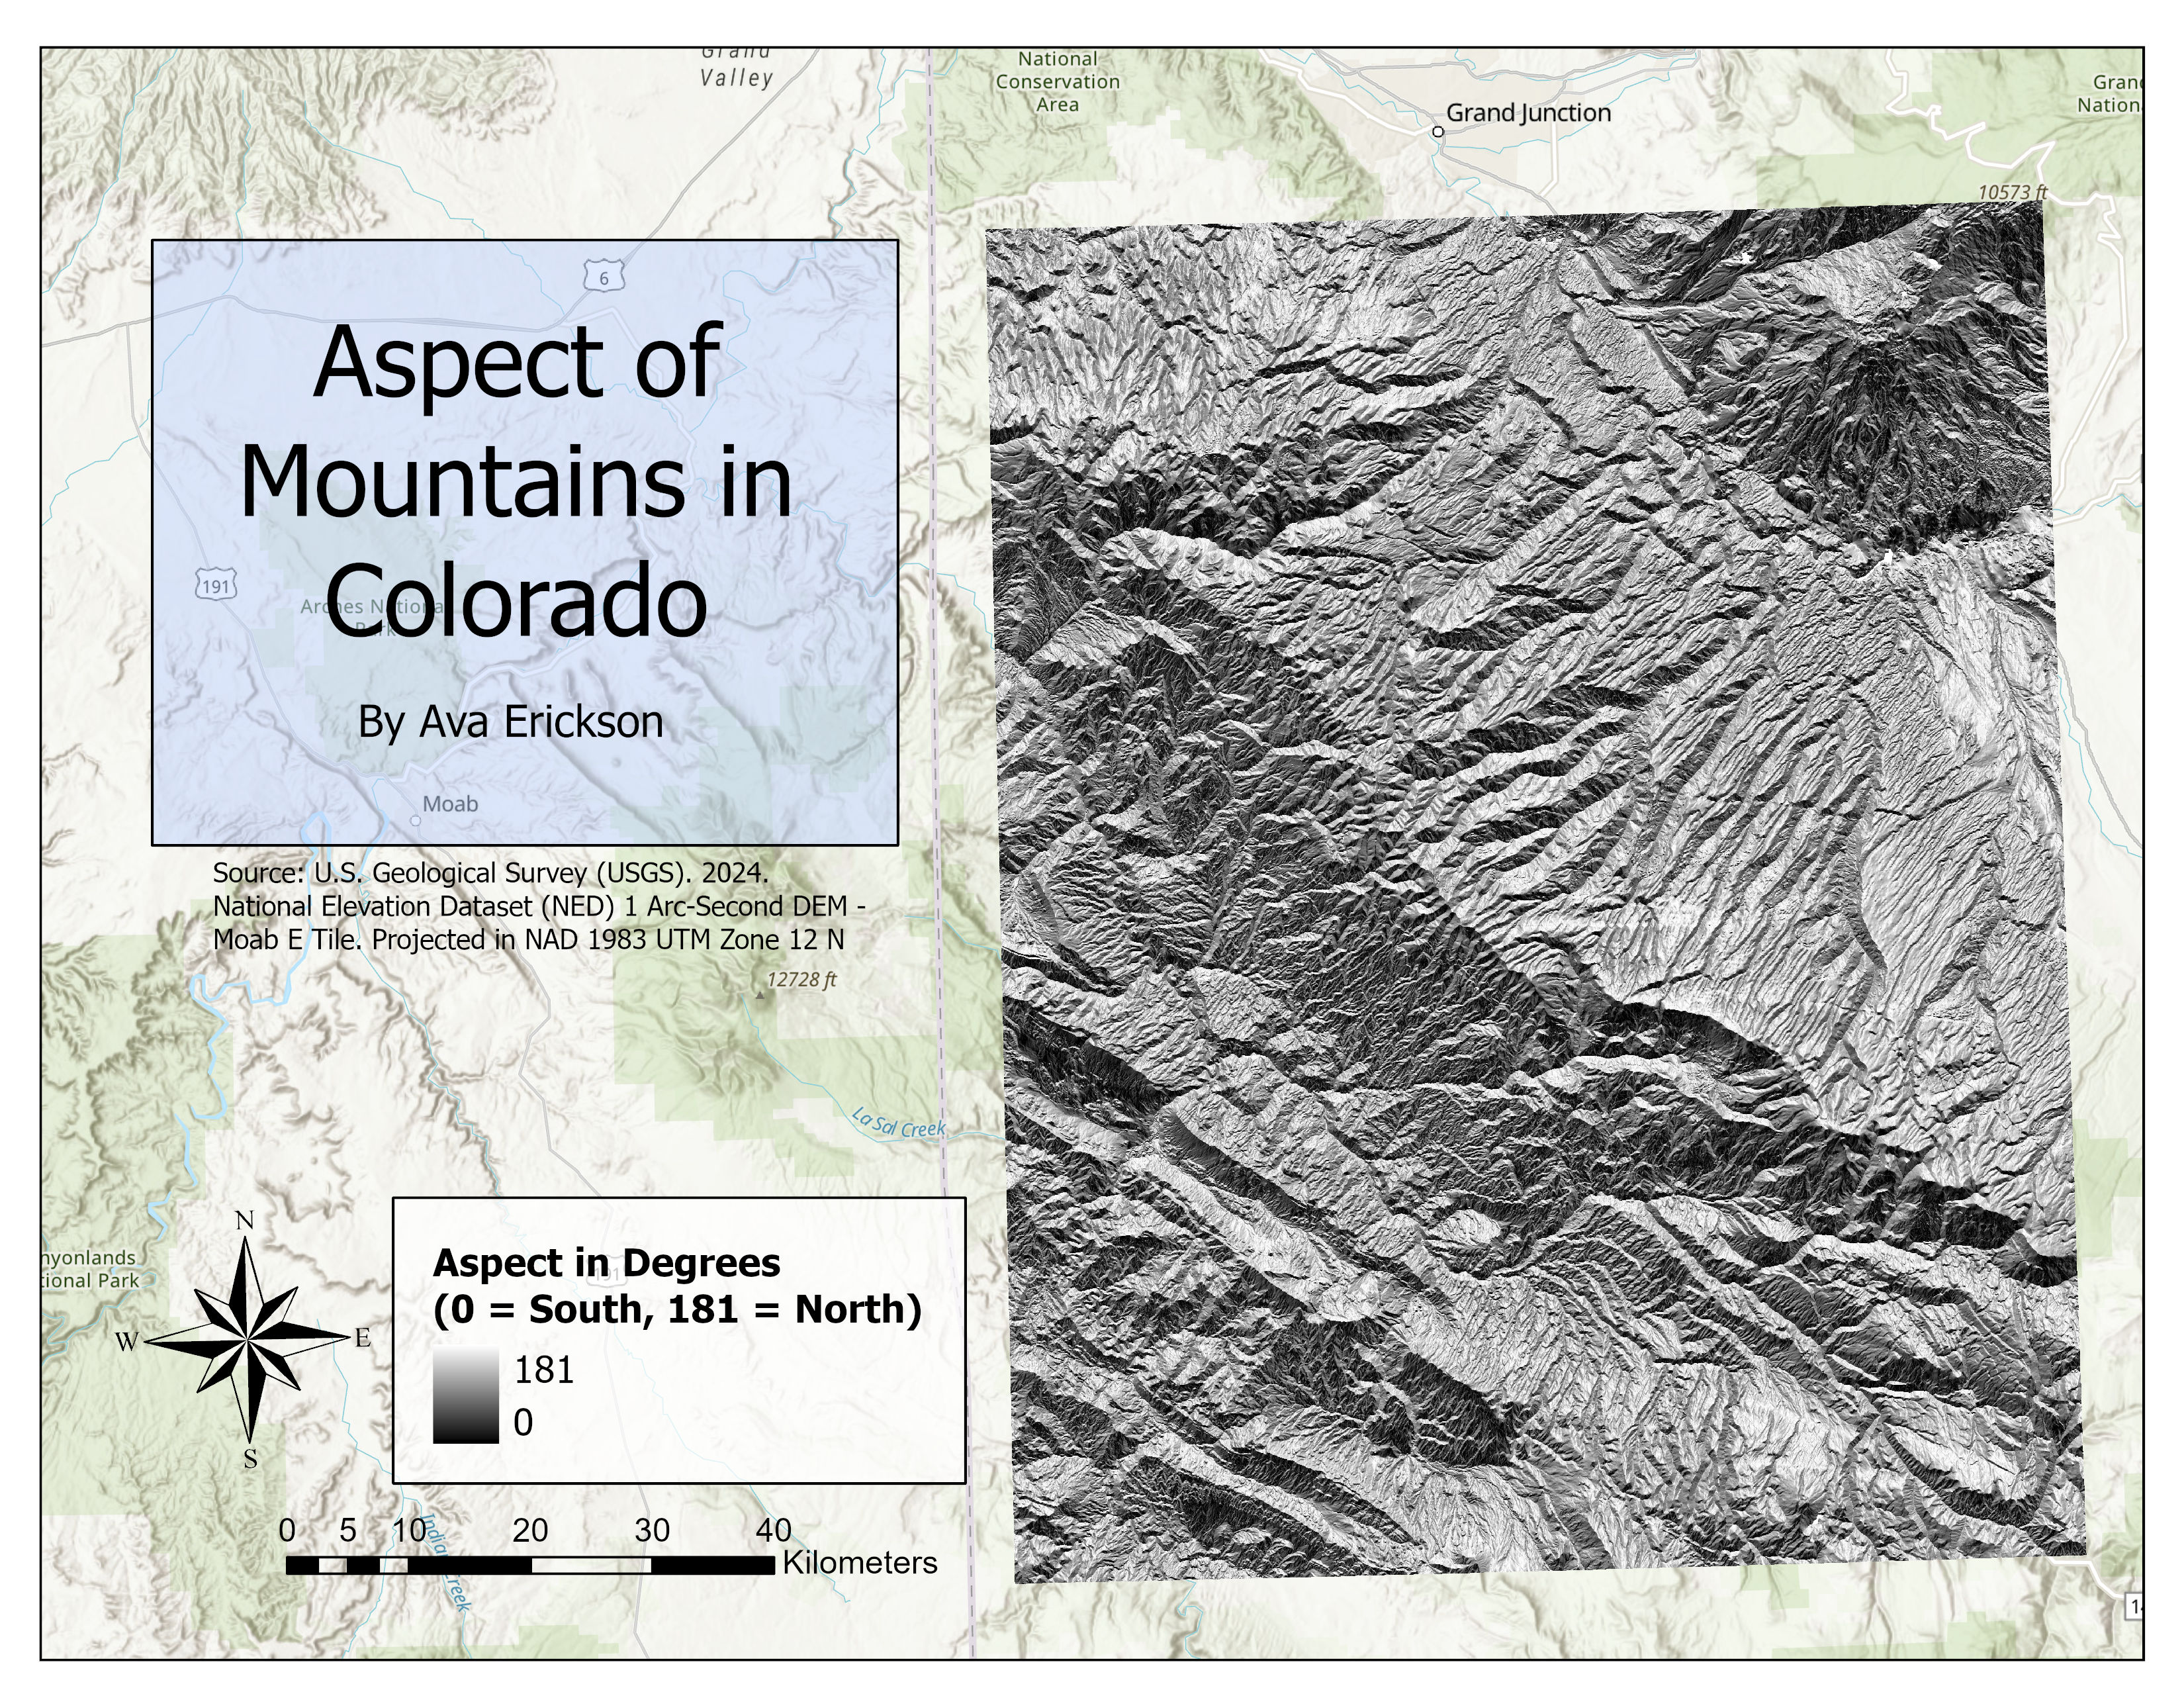 Grand
Valley
National
Conservation
Area
Grand Junction
10573 ft
6
Aspect of
Mountains in
Colorado
By Ava Erickson
191
Arches National
Park
Moab
Source: U.S. Geological Survey (USGS). 2024.
National Elevation Dataset (NED) 1 Arc-Second DEM -
Moab E Tile. Projected in NAD 1983 UTM Zone 12 N
12728 ft
La Sal Creek
nyonlands
tional Park
N
W
E
S
Aspect in Degrees
(0 = South, 181 = North)
191
181
0
0 5 10 20 30 40
Kilometers
Indian Creek
Grand
Nationa
14